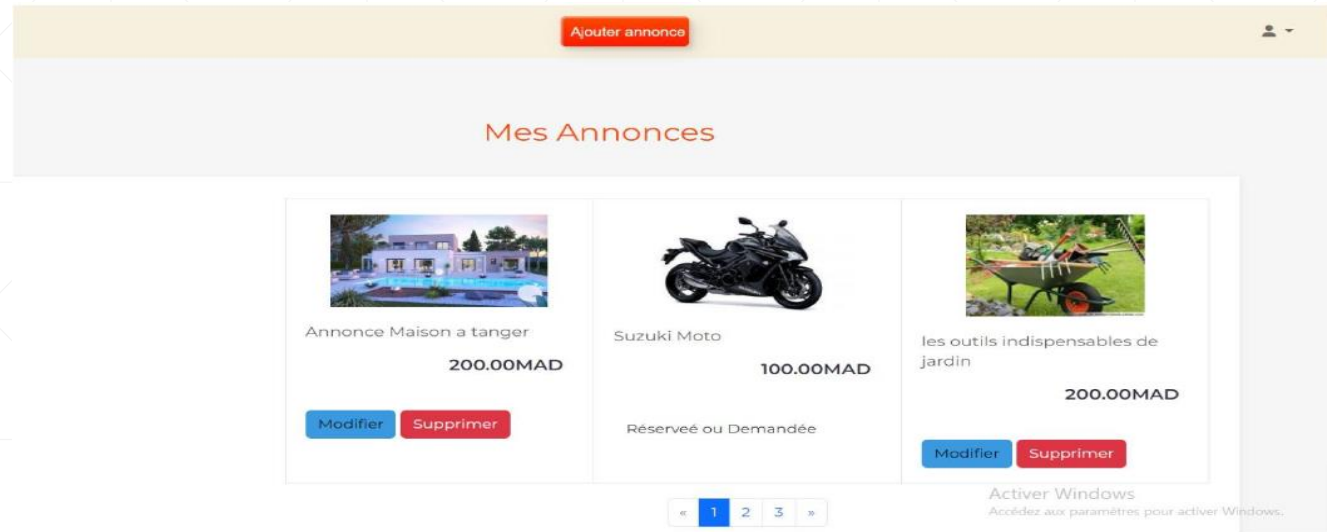 Ajouter annonce
Mes Annonces
Annonce Maison a tanger
200.00MAD
Modifier Supprimer
Suzuki Moto
100.00MAD
Réserveé ou Demandée
les outils indispensables de
jardin
200.00MAD
Modifier Supprimer
« 1 2 3 »
Activer Windows
Accédez aux paramètres pour activer Windows.